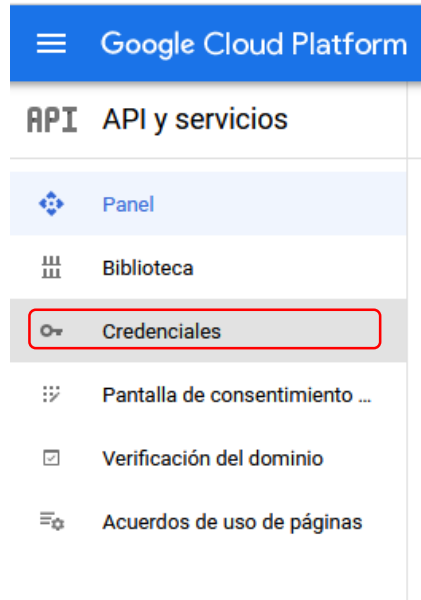 Google Cloud Platform
API API y servicios
Panel
Biblioteca
Credenciales
Pantalla de consentimiento ...
Verificación del dominio
Acuerdos de uso de páginas